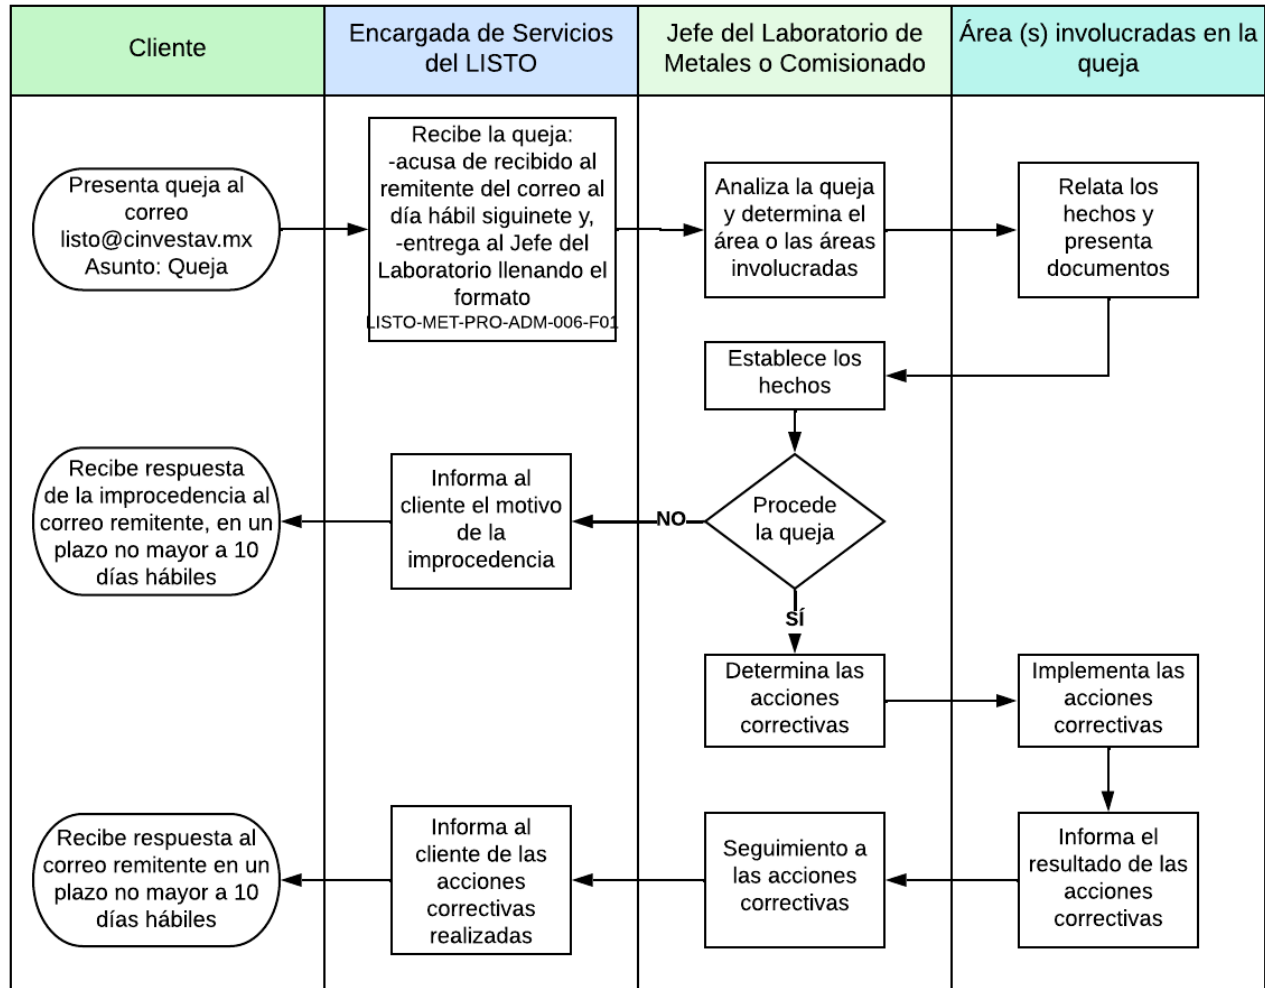 Cliente
Encargada de Servicios
del LISTO
Jefe del Laboratorio de
Metales o Comisionado
Área (s) involucradas en la
queja
Presenta queja al
correo
listo@cinvestav.mx
Asunto: Queja
Recibe la queja:
-acusa de recibido al
remitente del correo al
día hábil siguinete y,
-entrega al Jefe del
Laboratorio llenando el
formato
LISTO-MET-PRO-ADM-006-F01
Analiza la queja
y determina el
área o las áreas
involucradas
Relata los
hechos y
presenta
documentos
Establece los
hechos
Procede
la queja
NO
Informa al
cliente el motivo
de la
improcedencia
Recibe respuesta
de la improcedencia al
correo remitente, en un
plazo no mayor a 10
días hábiles
SÍ
Determina las
acciones
correctivas
Implementa las
acciones
correctivas
Informa el
resultado de las
acciones
correctivas
Seguimiento a
las acciones
correctivas
Informa al
cliente de las
acciones
correctivas
realizadas
Recibe respuesta al
correo remitente en un
plazo no mayor a 10
días hábiles